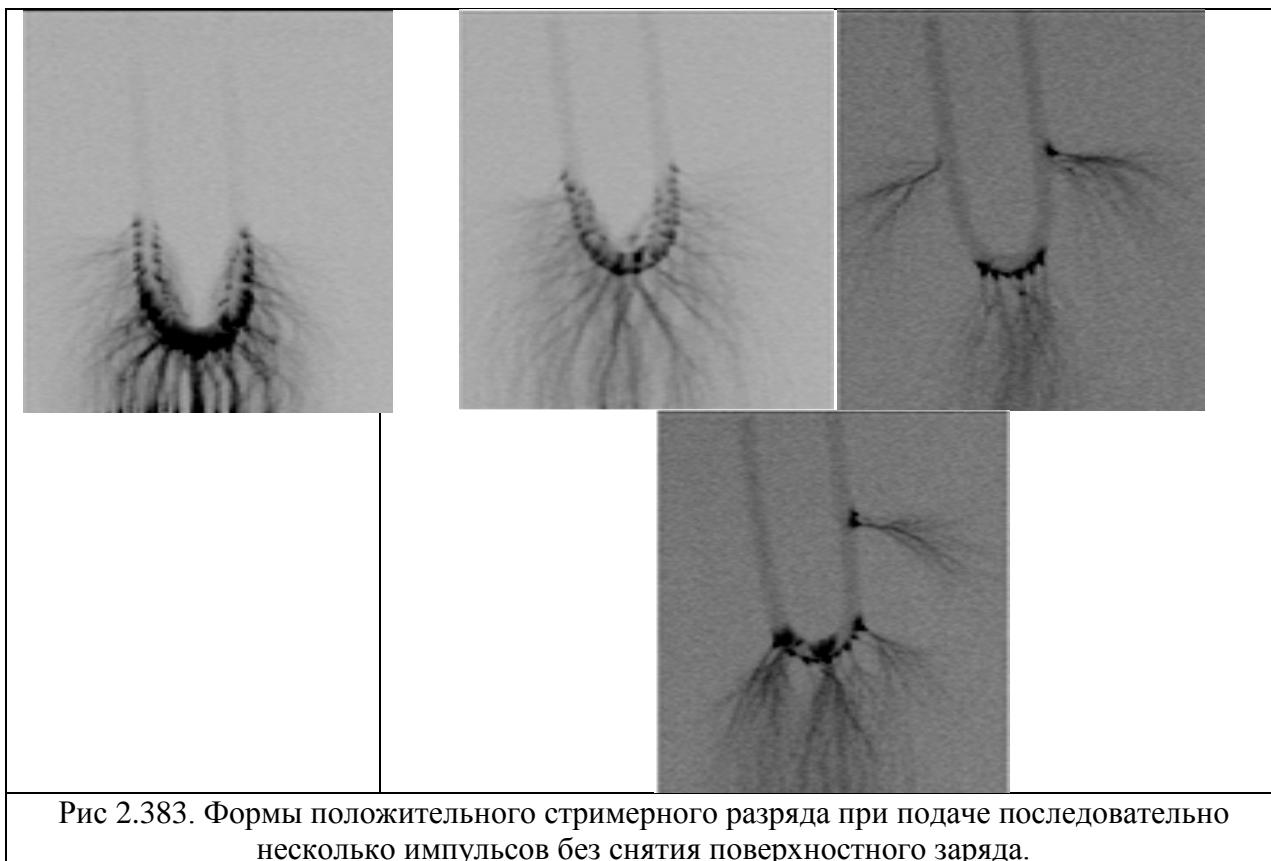 Рис 2.383. Формы положительного стримерного разряда при подаче последовательно
несколько импульсов без снятия поверхностного заряда.